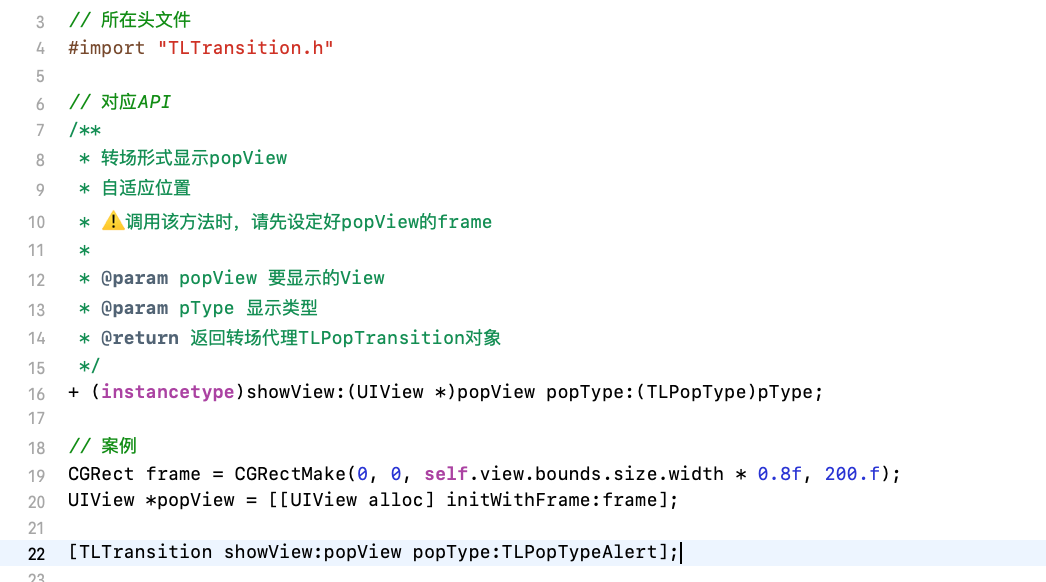 3 // 所在头文件
4 #import "TLTransition.h"
5
6 // 对应API
7 /**
8  * 转场形式显示popView
9  * 自适应位置
10  * ⚠️调用该方法时，请先设定好popView的frame
11  *
12  * @param popView 要显示的View
13  * @param pType 显示类型
14  * @return 返回转场代理TLPopTransition对象
15  */
16 + (instancetype)showView:(UIView *)popView popType:(TLPopType)pType;
17
18 // 案例
19 CGRect frame = CGRectMake(0, 0, self.view.bounds.size.width * 0.8f, 200.f);
20 UIView *popView = [[UIView alloc] initWithFrame:frame];
21
22 [TLTransition showView:popView popType:TLPopTypeAlert];
23